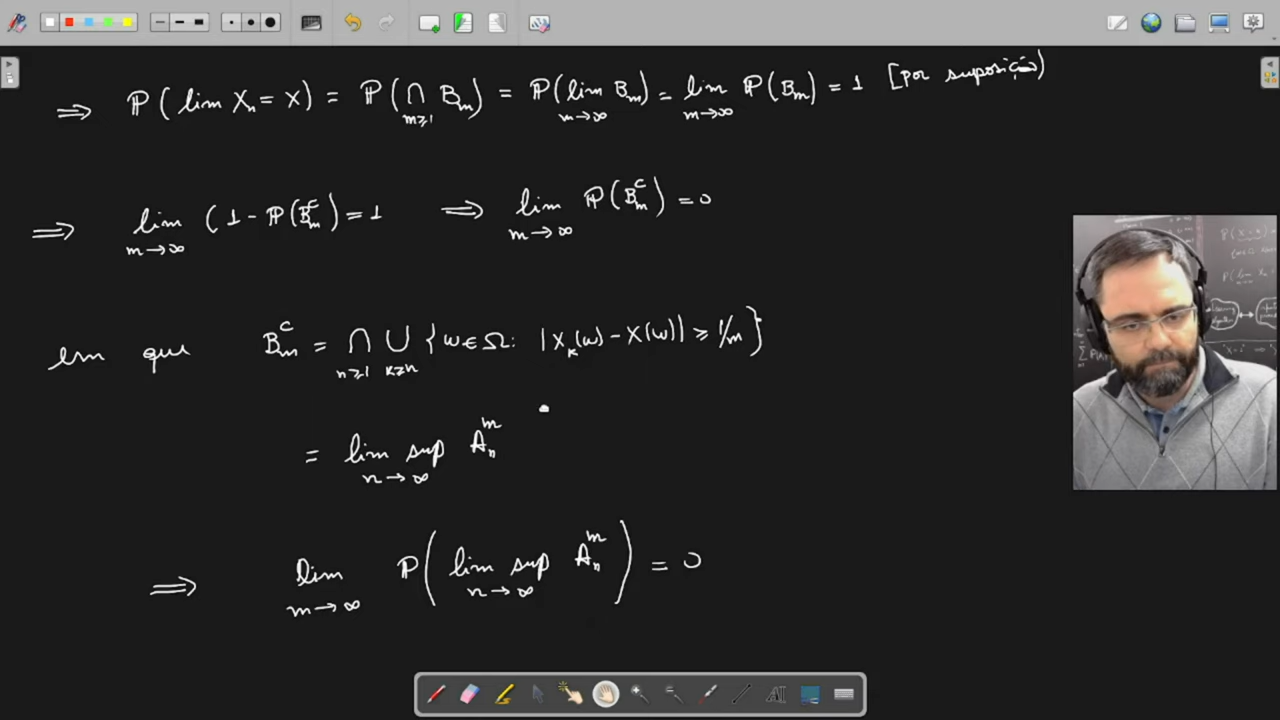 ⟹ ℙ( lim Xₙ = X ) = ℙ( ⋂_{m≥1} Bₘ ) = ℙ( lim_{m→∞} Bₘ ) = lim_{m→∞} ℙ(Bₘ) = 1 [por suposição)
⟹ lim_{m→∞} (1 - ℙ(Bₘᶜ) = 1 ⟹ lim_{m→∞} ℙ(Bₘᶜ) = 0
em que Bₘᶜ = ⋂_{n≥1} ⋃_{k≥n} { ω ∈ Ω: |X_k(ω) - X(ω)| ≥ 1/m }
= lim sup_{n→∞} Aₙᵐ
⟹ lim_{m→∞} ℙ( lim sup_{n→∞} Aₙᵐ ) = 0